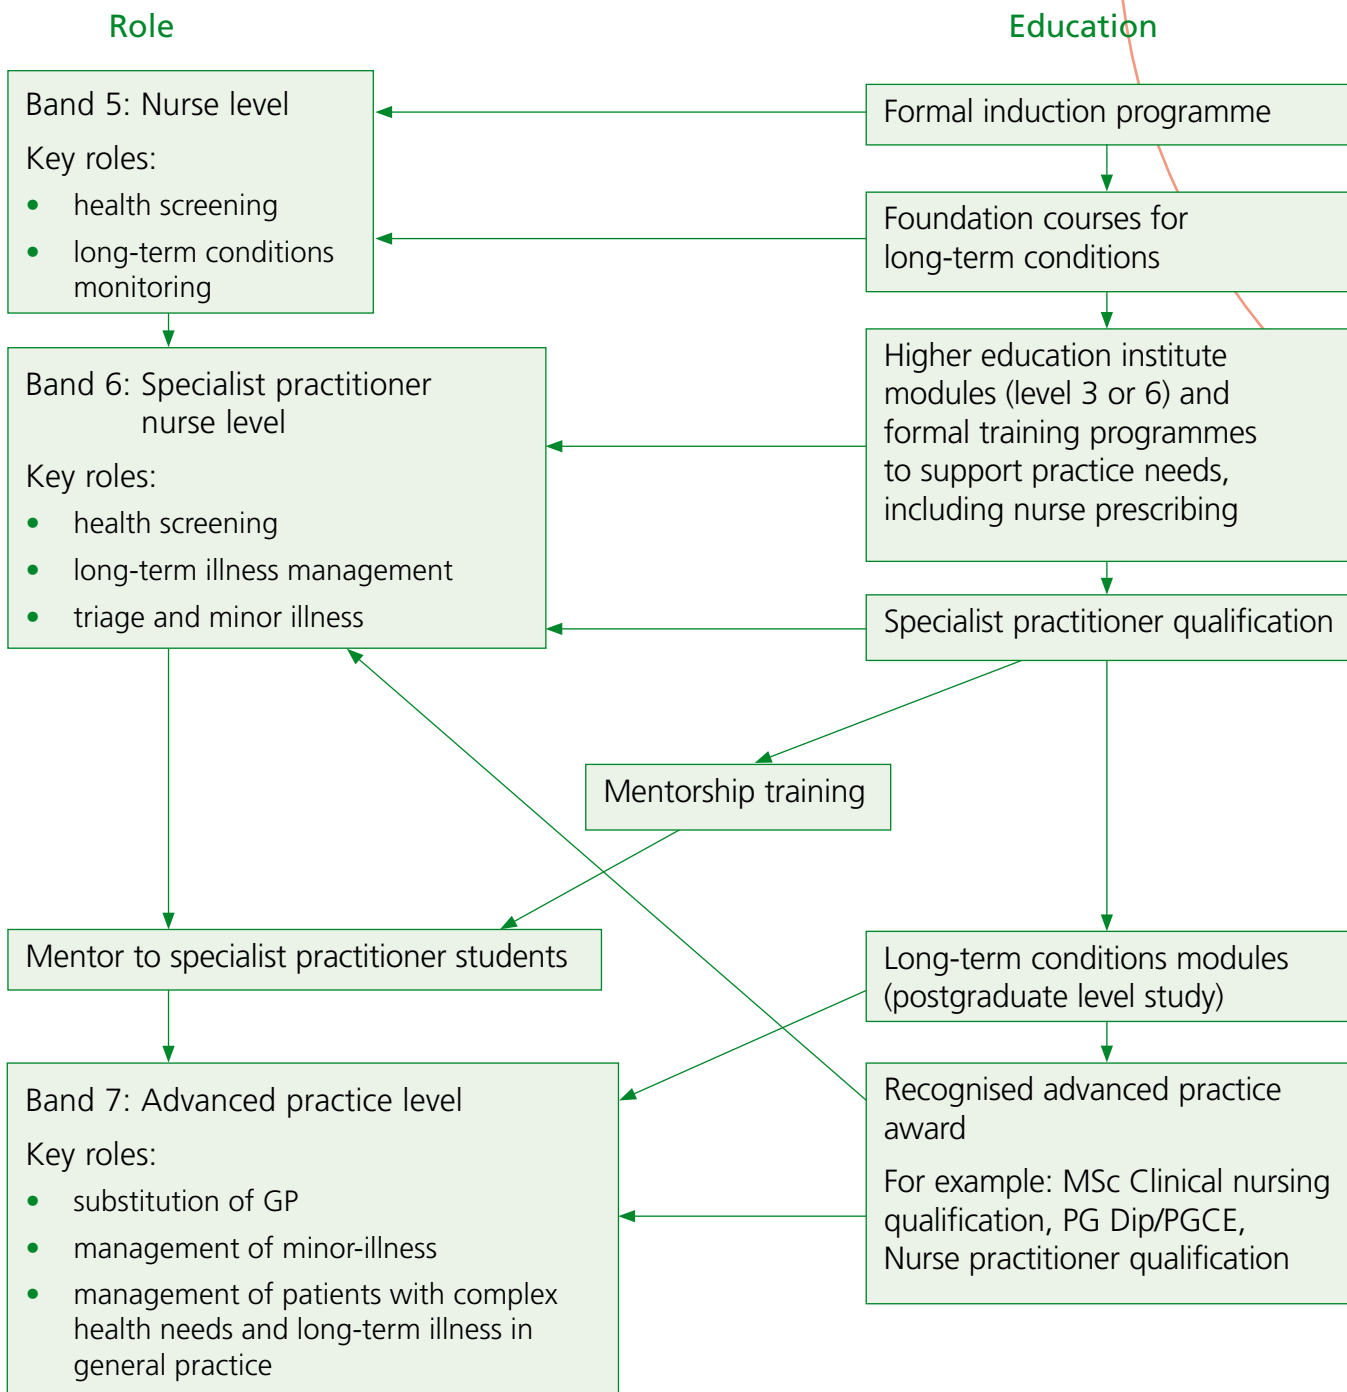 Role
Education
Band 5: Nurse level
Key roles:
• health screening
• long-term conditions
monitoring
Formal induction programme
Foundation courses for
long-term conditions
Band 6: Specialist practitioner
nurse level
Key roles:
• health screening
• long-term illness management
• triage and minor illness
Higher education institute
modules (level 3 or 6) and
formal training programmes
to support practice needs,
including nurse prescribing
Specialist practitioner qualification
Mentorship training
Mentor to specialist practitioner students
Long-term conditions modules
(postgraduate level study)
Band 7: Advanced practice level
Key roles:
• substitution of GP
• management of minor-illness
• management of patients with complex
health needs and long-term illness in
general practice
Recognised advanced practice
award
For example: MSc Clinical nursing
qualification, PG Dip/PGCE,
Nurse practitioner qualification